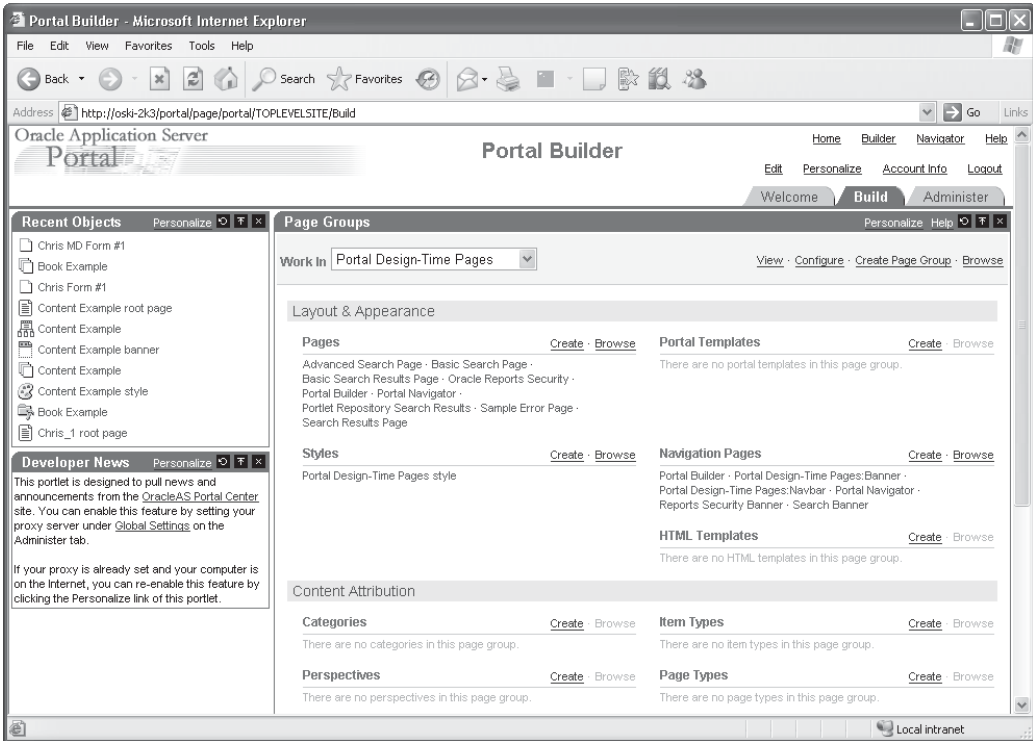 Portal Builder - Microsoft Internet Explorer
File Edit View Favorites Tools Help
Back Search Favorites
Address http://oski-2k3/portal/page/portal/TOPLEVELSITE/Build Go Links
Oracle Application Server
Portal
Portal Builder
Home Builder Navigator Help
Edit Personalize Account Info Logout
Welcome Build Administer
Recent Objects Personalize
Chris MD Form #1
Book Example
Chris Form #1
Content Example root page
Content Example
Content Example banner
Content Example
Content Example style
Book Example
Chris_1 root page
Developer News Personalize
This portlet is designed to pull news and
announcements from the OracleAS Portal Center
site. You can enable this feature by setting your
proxy server under Global Settings on the
Administer tab.
If your proxy is already set and your computer is
on the Internet, you can re-enable this feature by
clicking the Personalize link of this portlet.
Page Groups Personalize Help
Work In Portal Design-Time Pages View · Configure · Create Page Group · Browse
Layout & Appearance
Pages Create · Browse
Advanced Search Page · Basic Search Page ·
Basic Search Results Page · Oracle Reports Security ·
Portal Builder · Portal Navigator ·
Portlet Repository Search Results · Sample Error Page ·
Search Results Page
Portal Templates Create · Browse
There are no portal templates in this page group.
Styles Create · Browse
Portal Design-Time Pages style
Navigation Pages Create · Browse
Portal Builder · Portal Design-Time Pages:Banner ·
Portal Design-Time Pages:Navbar · Portal Navigator ·
Reports Security Banner · Search Banner
HTML Templates Create · Browse
There are no HTML templates in this page group.
Content Attribution
Categories Create · Browse
There are no categories in this page group.
Item Types Create · Browse
There are no item types in this page group.
Perspectives Create · Browse
There are no perspectives in this page group.
Page Types Create · Browse
There are no page types in this page group.
Local intranet